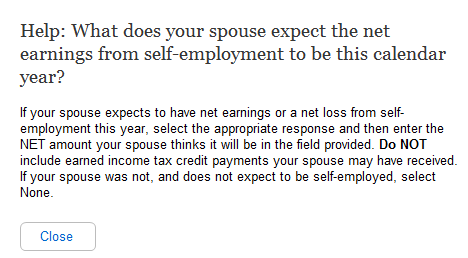 Help: What does your spouse expect the net
earnings from self-employment to be this calendar
year?
If your spouse expects to have net earnings or a net loss from self-
employment this year, select the appropriate response and then enter the
NET amount your spouse thinks it will be in the field provided. Do NOT
include earned income tax credit payments your spouse may have received.
If your spouse was not, and does not expect to be self-employed, select
None.
Close